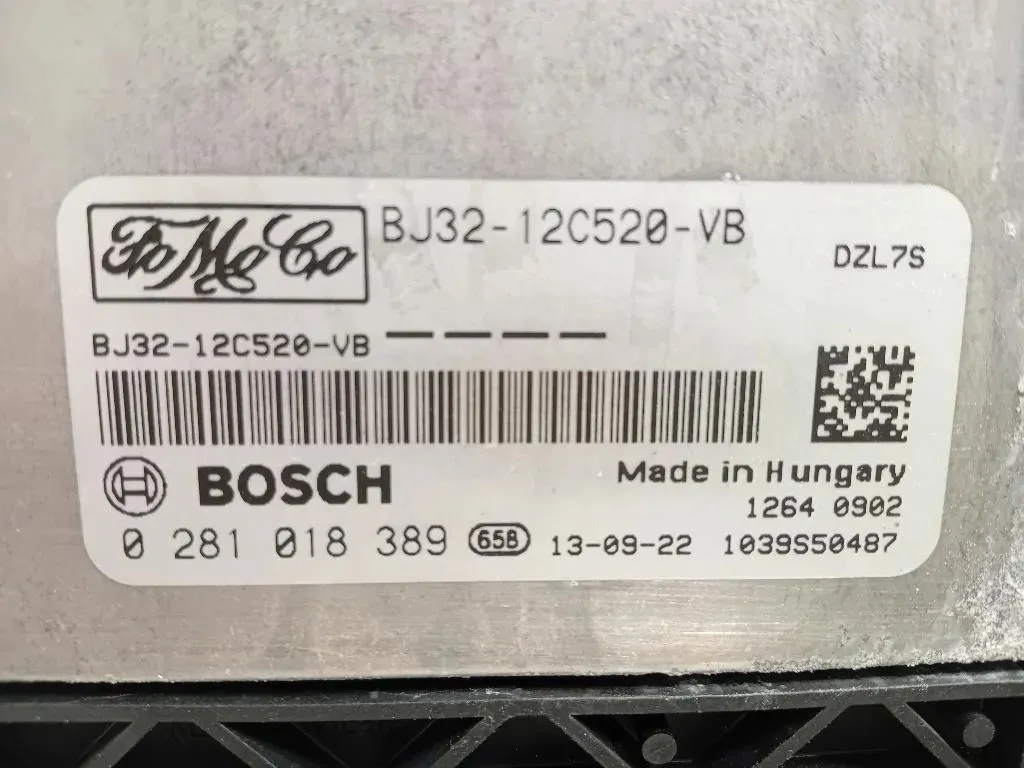 FoMoCo BJ32-12C520-VB
DZL7S
BJ32-12C520-VB ————
BOSCH
Made in Hungary
1264 0902
0 281 018 389 658 13-09-22 1039S50487